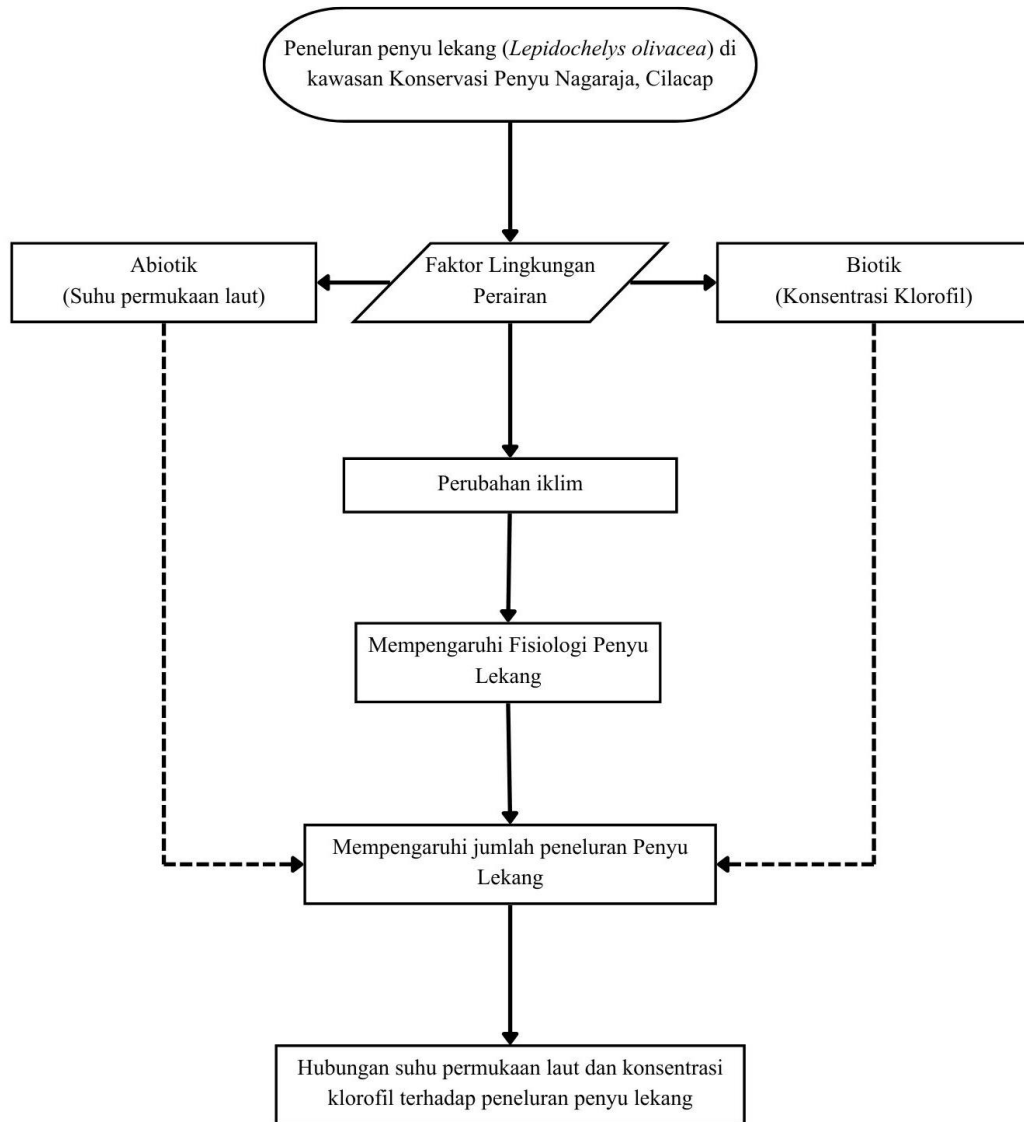 Peneluran penyu lekang (Lepidochelys olivacea) di
kawasan Konservasi Penyu Nagaraja, Cilacap
Abiotik
(Suhu permukaan laut)
Faktor Lingkungan
Perairan
Biotik
(Konsentrasi Klorofil)
Perubahan iklim
Mempengaruhi Fisiologi Penyu
Lekang
Mempengaruhi jumlah peneluran Penyu
Lekang
Hubungan suhu permukaan laut dan konsentrasi
klorofil terhadap peneluran penyu lekang